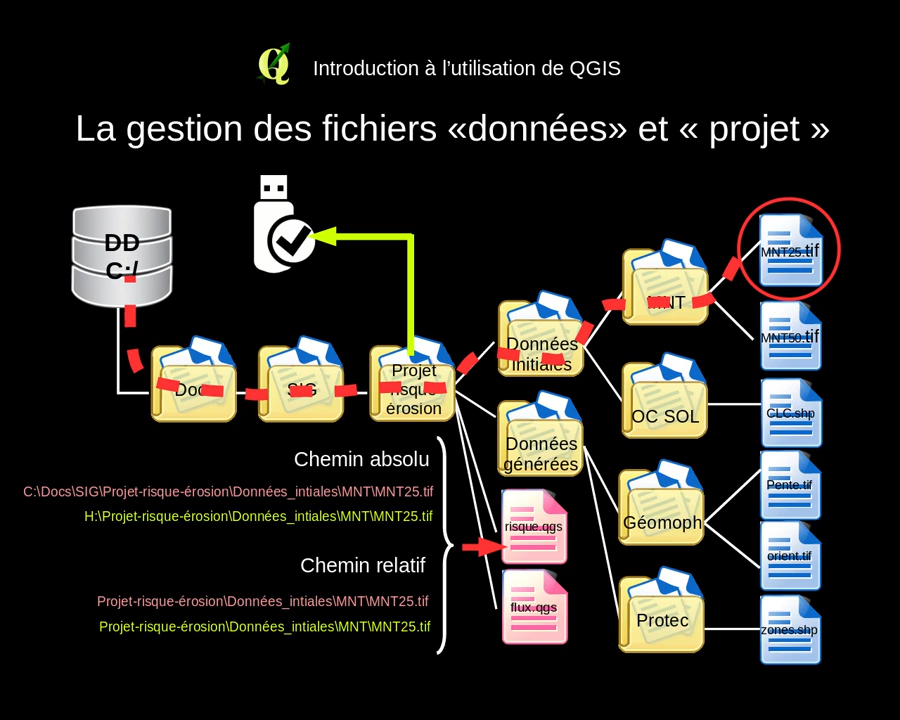 Introduction à l'utilisation de QGIS
La gestion des fichiers «données» et « projet »
DD
C:/
Docs
SIG
Projet
risque
érosion
Données
initiales
Données
générées
MNT
OC SOL
Géomoph
Protec
MNT25.tif
MNT50.tif
CLC.shp
Pente.tif
orient.tif
zones.shp
risque.qgs
flux.qgs
Chemin absolu
C:\Docs\SIG\Projet-risque-érosion\Données_intiales\MNT\MNT25.tif
H:\Projet-risque-érosion\Données_intiales\MNT\MNT25.tif
Chemin relatif
Projet-risque-érosion\Données_intiales\MNT\MNT25.tif
Projet-risque-érosion\Données_intiales\MNT\MNT25.tif